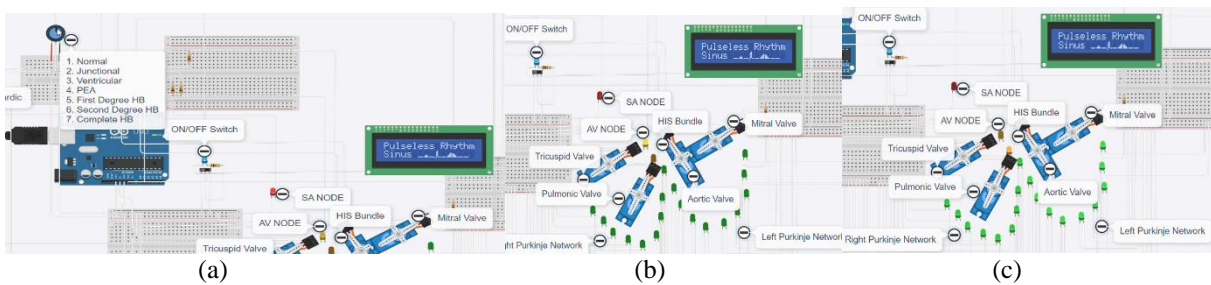 1. Normal
2. Junctional
3. Ventricular
4. PEA
5. First Degree HB
6. Second Degree HB
7. Complete HB
ardic
ON/OFF Switch
Pulseless Rhythm
Sinus
SA NODE
AV NODE
HIS Bundle
Mitral Valve
Tricuspid Valve
(a)
ON/OFF Switch
Pulseless Rhythm
Sinus
SA NODE
AV NODE
HIS Bundle
Mitral Valve
Tricuspid Valve
Pulmonic Valve
Aortic Valve
ht Purkinje Network
Left Purkinje Network
(b)
ON/OFF Switch
Pulseless Rhythm
Sinus
SA NODE
AV NODE
HIS Bundle
Mitral Valve
Tricuspid Valve
Pulmonic Valve
Aortic Valve
Right Purkinje Network
Left Purkinje Network
(c)